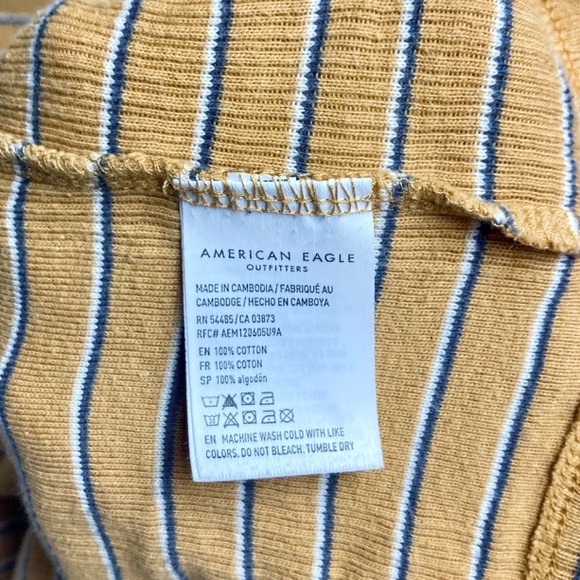 AMERICAN EAGLE
OUTFITTERS
MADE IN CAMBODIA / FABRIQUÉ AU
CAMBODGE / HECHO EN CAMBOYA
RN 54485 / CA 03873
RFC# AEM120605U9A
EN 100% COTTON
FR 100% COTON
SP 100% algodón
EN MACHINE WASH COLD WITH LIKE
COLORS. DO NOT BLEACH. TUMBLE DRY